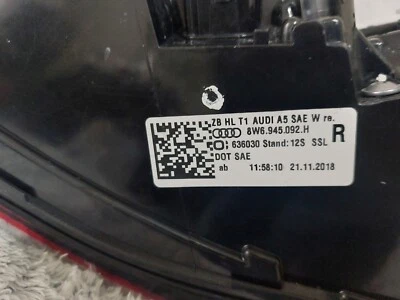 ZB HL T1 AUDI A5 SAE W re.
8W6.945.092.H
R
636030 Stand: 12S SSL
DOT SAE
ab 11:58:10 21.11.2018